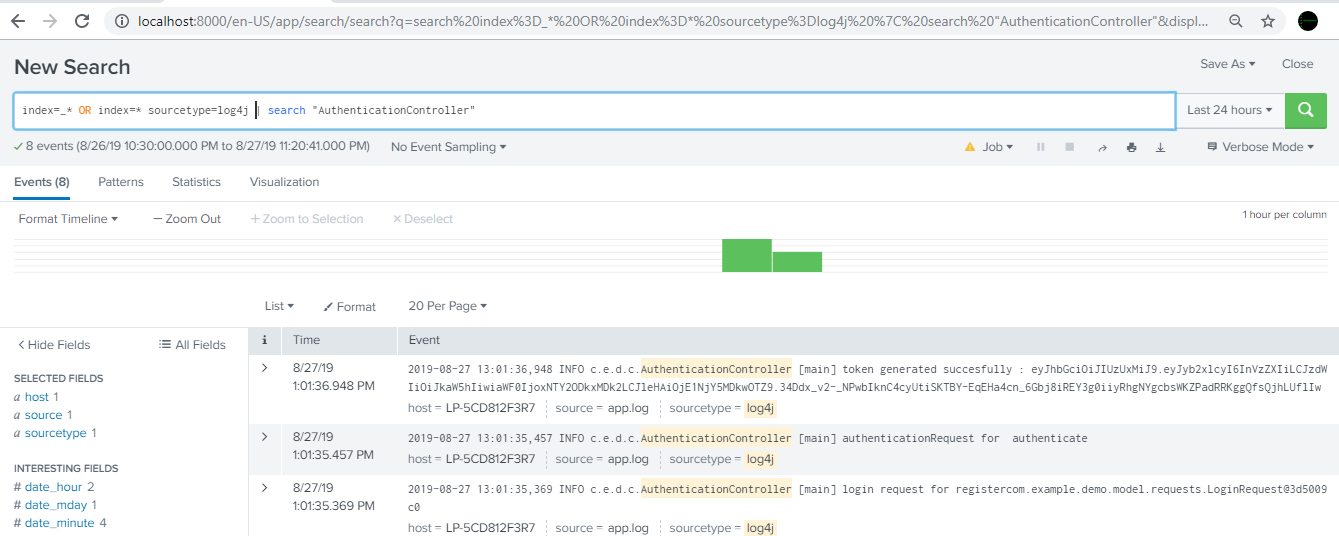 localhost:8000/en-US/app/search/search?q=search%20index%3D_*%20OR%20index%3D*%20sourcetype%3Dlog4j%20%7C%20search%20"AuthenticationController"&displ...
New Search
Save As
Close
index=_* OR index=* sourcetype=log4j | search "AuthenticationController"
Last 24 hours
8 events (8/26/19 10:30:00.000 PM to 8/27/19 11:20:41.000 PM)
No Event Sampling
Job
Verbose Mode
Events (8)
Patterns
Statistics
Visualization
Format Timeline
— Zoom Out
+ Zoom to Selection
× Deselect
1 hour per column
List
Format
20 Per Page
< Hide Fields
All Fields
i
Time
Event
SELECTED FIELDS
a host 1
a source 1
a sourcetype 1
INTERESTING FIELDS
# date_hour 2
# date_mday 1
# date_minute 4
8/27/19
1:01:36.948 PM
2019-08-27 13:01:36,948 INFO c.e.d.c.AuthenticationController [main] token generated succesfully : eyJhbGciOiJIUzUxMiJ9.eyJyb2xlcyI6InVzZXIiLCJzdW
IiOiJkaW5hIiwiaWF0IjoxNTY2ODkxMDk2LCJleHAiOjE1NjY5MDkwOTZ9.34Ddx_v2-_NPwbIknC4cyUtiSKTBY-EqEHa4cn_6Gbj8iREY3g0iiyRhgNYgcbsWKZPadRRKggQfsQjhLUflIw
host = LP-5CD812F3R7
source = app.log
sourcetype = log4j
8/27/19
1:01:35.457 PM
2019-08-27 13:01:35,457 INFO c.e.d.c.AuthenticationController [main] authenticationRequest for  authenticate
host = LP-5CD812F3R7
source = app.log
sourcetype = log4j
8/27/19
1:01:35.369 PM
2019-08-27 13:01:35,369 INFO c.e.d.c.AuthenticationController [main] login request for registercom.example.demo.model.requests.LoginRequest@3d5009
c0
host = LP-5CD812F3R7
source = app.log
sourcetype = log4j